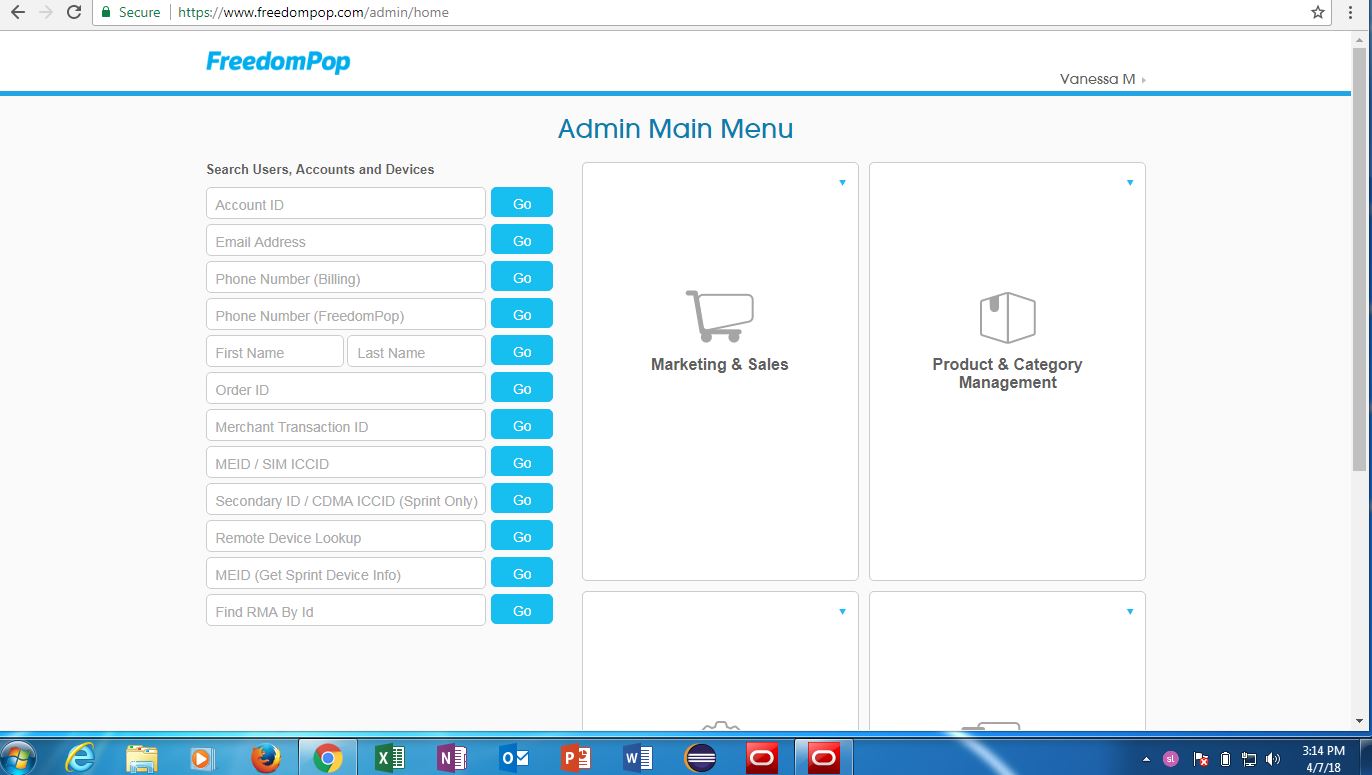 Secure
https://www.freedompop.com/admin/home
FreedomPop
Vanessa M
Admin Main Menu
Search Users, Accounts and Devices
Account ID Go
Email Address Go
Phone Number (Billing) Go
Phone Number (FreedomPop) Go
First Name Last Name Go
Order ID Go
Merchant Transaction ID Go
MEID / SIM ICCID Go
Secondary ID / CDMA ICCID (Sprint Only) Go
Remote Device Lookup Go
MEID (Get Sprint Device Info) Go
Find RMA By Id Go
Marketing & Sales
Product & Category
Management
sl
3:14 PM
4/7/18